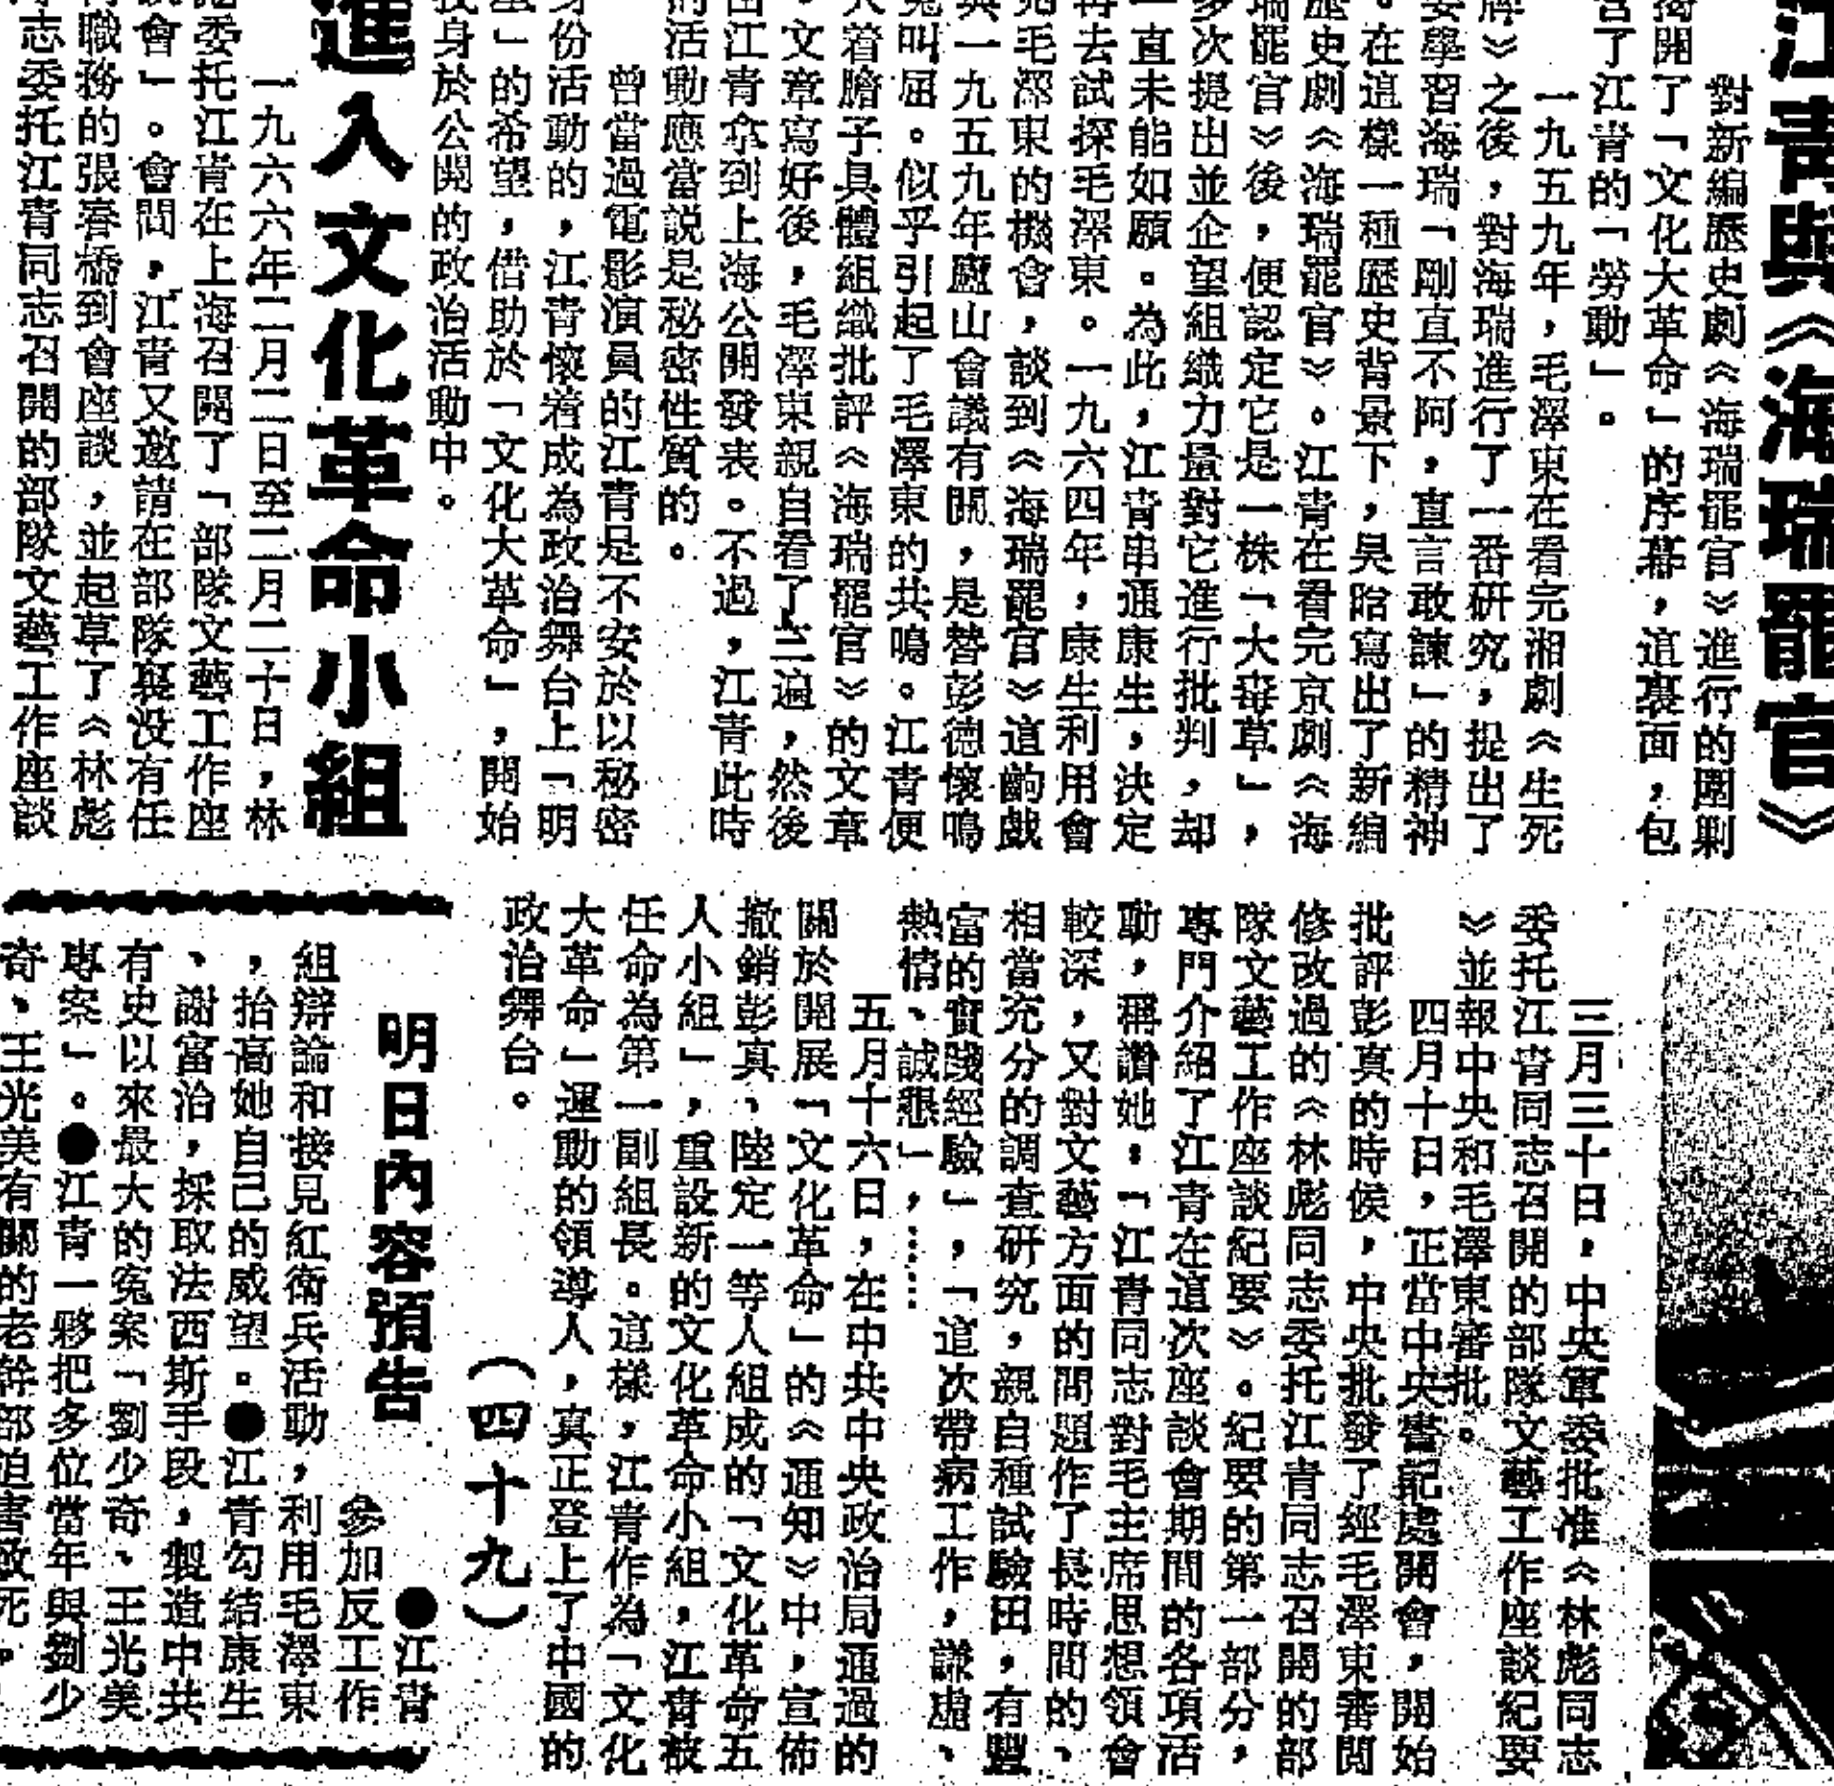 江青與《海瑞罷官》
對新編歷史劇《海瑞罷官》進行的圍剿
揭開了「文化大革命」的序幕，這裏面，包
含了江青的「勞動」。
一九五九年，毛澤東在看完湘劇《生死
牌》之後，對海瑞進行了一番研究，提出了
要學習海瑞「剛直不阿，直言敢諫」的精神
。在這樣一種歷史背景下，吳晗寫出了新編
歷史劇《海瑞罷官》。江青在看完京劇《海
瑞罷官》後，便認定它是一株「大毒草」，
多次提出並企望組織力量對它進行批判，却
一直未能如願。為此，江青串通康生，決定
再去試探毛澤東。一九六四年，康生利用會
見毛澤東的機會，談到《海瑞罷官》這齣戲
與一九五九年廬山會議有關，是替彭德懷鳴
冤叫屈。似乎引起了毛澤東的共鳴。江青便
大着膽子具體組織批評《海瑞罷官》的文章
。文章寫好後，毛澤東親自看了三遍，然後
由江青拿到上海公開發表。不過，江青此時
的活動應當說是秘密性質的。
曾當過電影演員的江青是不安於以秘密
身份活動的，江青懷着成為政治舞台上「明
星」的希望，借助於「文化大革命」，開始
投身於公開的政治活動中。
進入文化革命小組
一九六六年二月二日至二月二十日，林
彪委托江青在上海召開了「部隊文藝工作座
談會」。會間，江青又邀請在部隊裏没有任
何職務的張春橋到會座談，並起草了《林彪
同志委托江青同志召開的部隊文藝工作座談
三月三十日，中央軍委批准《林彪同志
委托江青同志召開的部隊文藝工作座談紀要
》並報中央和毛澤東審批。
四月十日，正當中央書記處開會，開始
批評彭真的時候，中央批發了經毛澤東審閱
修改過的《林彪同志委托江青同志召開的部
隊文藝工作座談紀要》。紀要的第一部分，
專門介紹了江青在這次座談會期間的各項活
動，稱讚她：「江青同志對毛主席思想領會
較深，又對文藝方面的問題作了長時間的、
相當充分的調查研究，親自種試驗田，有豐
富的實踐經驗」，「這次帶病工作，謙虛、
熱情、誠懇」，……
五月十六日，在中共中央政治局通過的
關於開展「文化革命」的《通知》中，宣佈
撤銷彭真、陸定一等人組成的「文化革命五
人小組」，重設新的文化革命小組，江青被
任命為第一副組長。這樣，江青作為「文化
大革命」運動的領導人，真正登上了中國的
政治舞台。
（四十九）
明日內容預告
●江青
參加反工作
組辯論和接見紅衛兵活動，利用毛澤東
，抬高她自己的威望。●江青勾結康生
、謝富治，採取法西斯手段，製造中共
有史以來最大的冤案「劉少奇、王光美
專案」。●江青一夥把多位當年與劉少
奇、王光美有關的老幹部迫害致死。